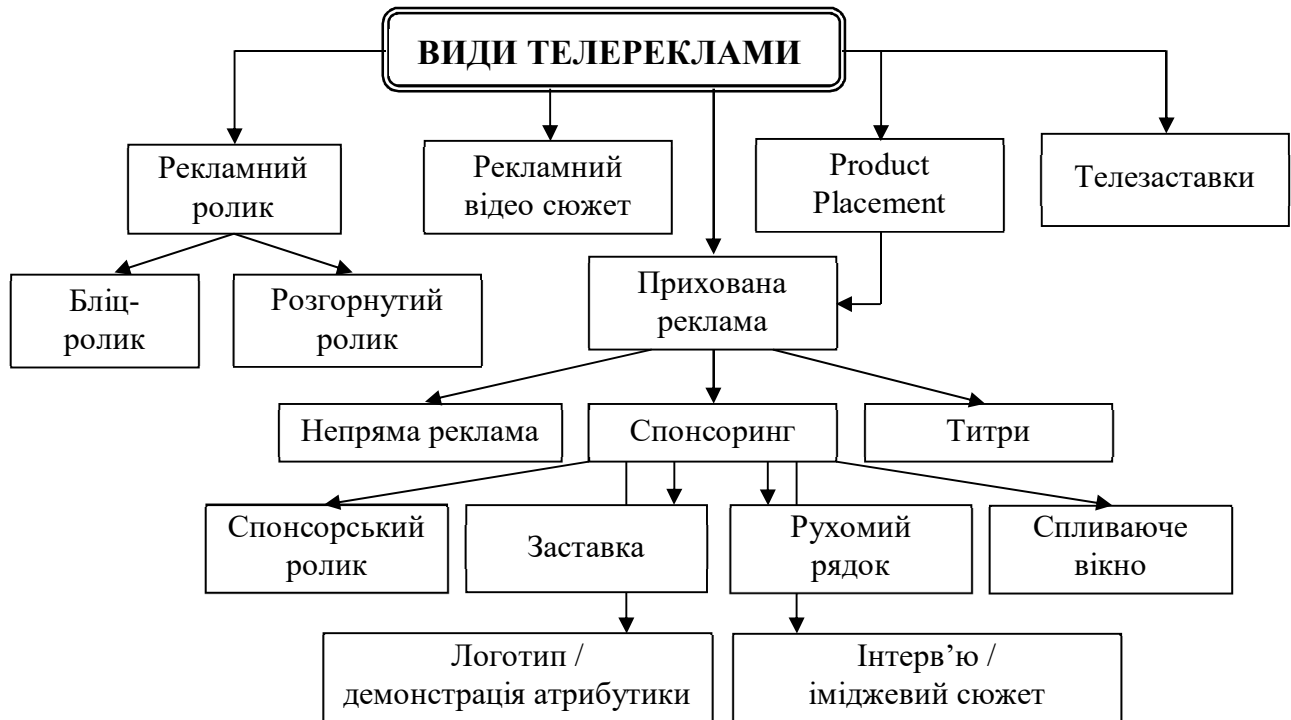 ВИДИ ТЕЛЕРЕКЛАМИ
Рекламний
ролик
Рекламний
відео сюжет
Product
Placement
Телезаставки
Бліц-
ролик
Розгорнутий
ролик
Прихована
реклама
Непряма реклама
Спонсоринг
Титри
Спонсорський
ролик
Заставка
Рухомий
рядок
Спливаюче
вікно
Логотип /
демонстрація атрибутики
Інтерв’ю /
іміджевий сюжет